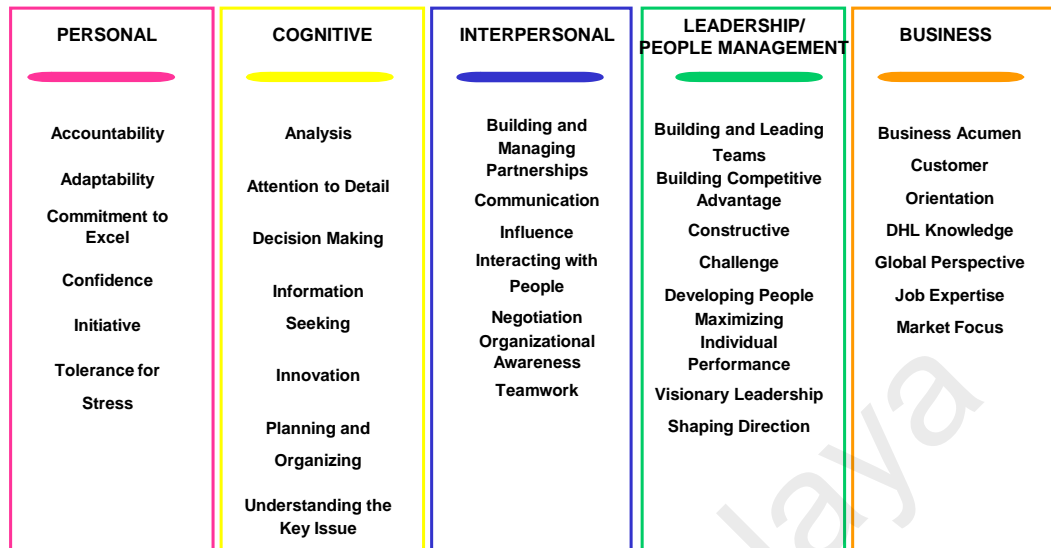 PERSONAL
Accountability
Adaptability
Commitment to
Excel
Confidence
Initiative
Tolerance for
Stress
COGNITIVE
Analysis
Attention to Detail
Decision Making
Information
Seeking
Innovation
Planning and
Organizing
Understanding the
Key Issue
INTERPERSONAL
Building and
Managing
Partnerships
Communication
Influence
Interacting with
People
Negotiation
Organizational
Awareness
Teamwork
LEADERSHIP/
PEOPLE MANAGEMENT
Building and Leading
Teams
Building Competitive
Advantage
Constructive
Challenge
Developing People
Maximizing
Individual
Performance
Visionary Leadership
Shaping Direction
BUSINESS
Business Acumen
Customer
Orientation
DHL Knowledge
Global Perspective
Job Expertise
Market Focus
laya